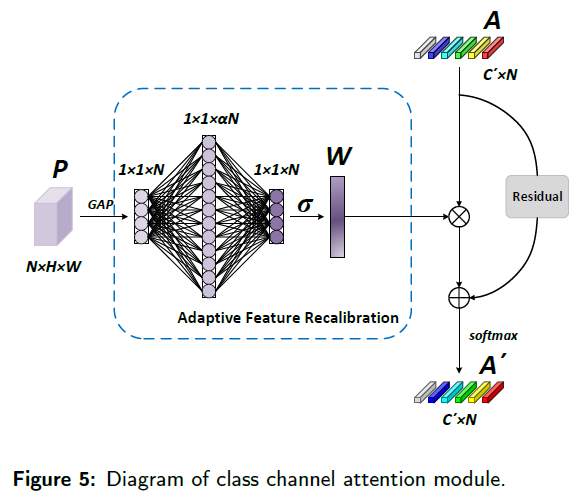 A
C´×N
1×1×αN
P
1×1×N
1×1×N
W
GAP
σ
Residual
N×H×W
Adaptive Feature Recalibration
softmax
A´
C´×N
Figure 5: Diagram of class channel attention module.